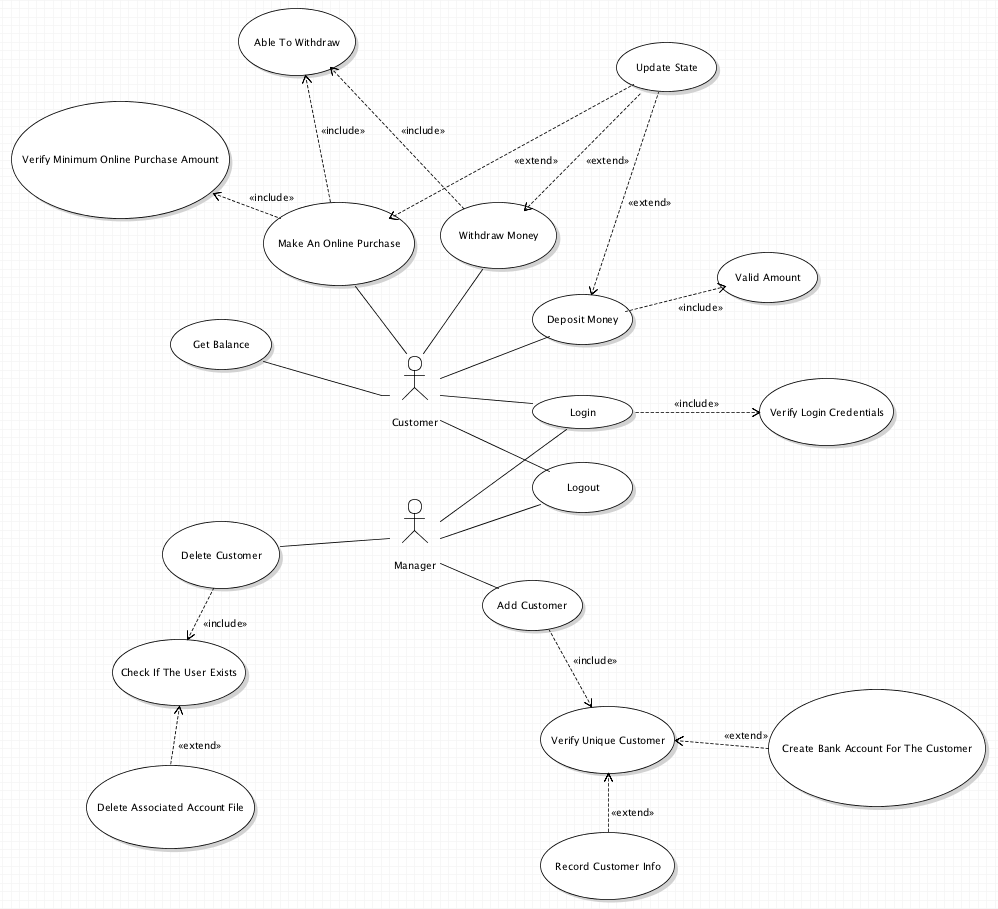 Able To Withdraw
Update State
«include»
«include»
Verify Minimum Online Purchase Amount
«extend»
«extend»
«include»
«extend»
Make An Online Purchase
Withdraw Money
Valid Amount
«include»
Deposit Money
Get Balance
Customer
Login
«include»
Verify Login Credentials
Logout
Manager
Delete Customer
Add Customer
«include»
Check If The User Exists
«include»
Verify Unique Customer
«extend»
Create Bank Account For The Customer
«extend»
Delete Associated Account File
«extend»
Record Customer Info